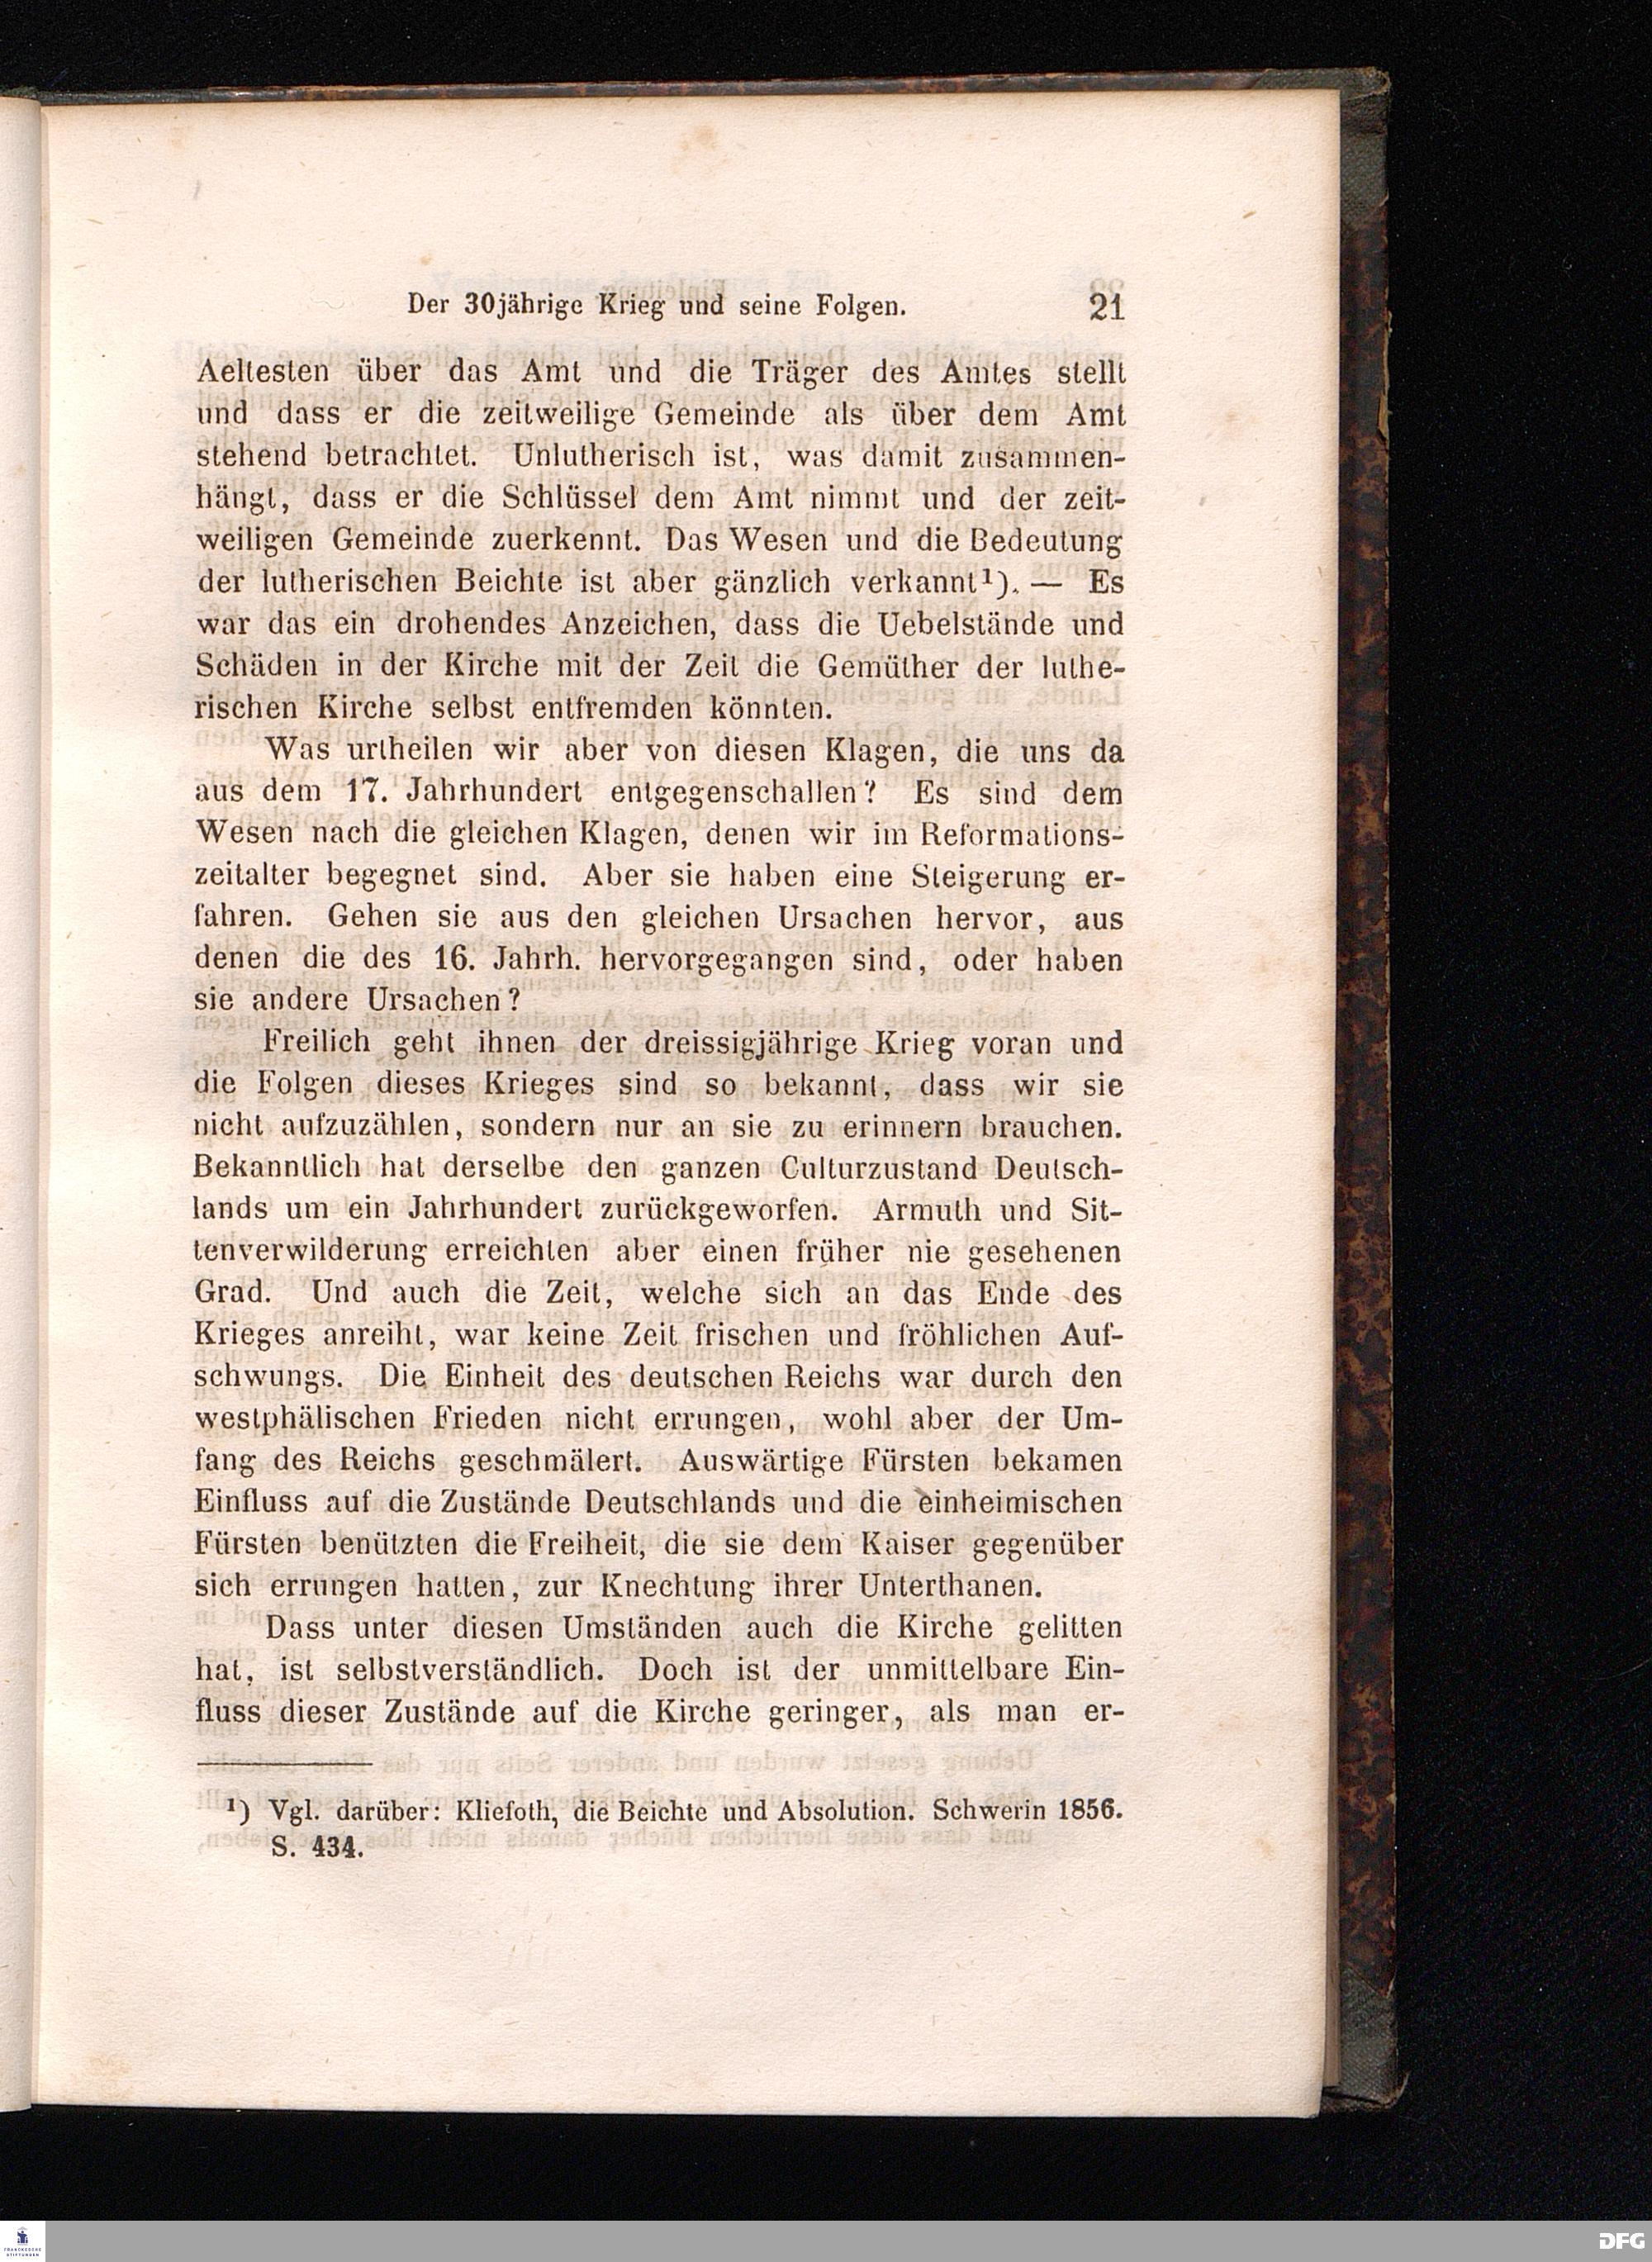 Der 30jährige Krieg und seine Folgen. 21
Aeltesten über das Amt und die Träger des Amtes stellt
und dass er die zeitweilige Gemeinde als über dem Amt
stehend betrachtet. Unlutherisch ist, was damit zusammen-
hängt, dass er die Schlüssel dem Amt nimmt und der zeit-
weiligen Gemeinde zuerkennt. Das Wesen und die Bedeutung
der lutherischen Beichte ist aber gänzlich verkannt¹). — Es
war das ein drohendes Anzeichen, dass die Uebelstände und
Schäden in der Kirche mit der Zeit die Gemüther der luthe-
rischen Kirche selbst entfremden könnten.
Was urtheilen wir aber von diesen Klagen, die uns da
aus dem 17. Jahrhundert entgegenschallen? Es sind dem
Wesen nach die gleichen Klagen, denen wir im Reformations-
zeitalter begegnet sind. Aber sie haben eine Steigerung er-
fahren. Gehen sie aus den gleichen Ursachen hervor, aus
denen die des 16. Jahrh. hervorgegangen sind, oder haben
sie andere Ursachen?
Freilich geht ihnen der dreissigjährige Krieg voran und
die Folgen dieses Krieges sind so bekannt, dass wir sie
nicht aufzuzählen, sondern nur an sie zu erinnern brauchen.
Bekanntlich hat derselbe den ganzen Culturzustand Deutsch-
lands um ein Jahrhundert zurückgeworfen. Armuth und Sit-
tenverwilderung erreichten aber einen früher nie gesehenen
Grad. Und auch die Zeit, welche sich an das Ende des
Krieges anreiht, war keine Zeit frischen und fröhlichen Auf-
schwungs. Die Einheit des deutschen Reichs war durch den
westphälischen Frieden nicht errungen, wohl aber der Um-
fang des Reichs geschmälert. Auswärtige Fürsten bekamen
Einfluss auf die Zustände Deutschlands und die einheimischen
Fürsten benützten die Freiheit, die sie dem Kaiser gegenüber
sich errungen hatten, zur Knechtung ihrer Unterthanen.
Dass unter diesen Umständen auch die Kirche gelitten
hat, ist selbstverständlich. Doch ist der unmittelbare Ein-
fluss dieser Zustände auf die Kirche geringer, als man er-
¹) Vgl. darüber: Kliefoth, die Beichte und Absolution. Schwerin 1856.
S. 434.
FRANCKESCHE
STIFTUNGEN
DFG